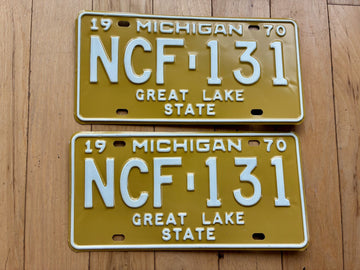 19 MICHIGAN 70
NCF-131
GREAT LAKE
STATE
19 MICHIGAN 70
NCF-131
GREAT LAKE
STATE